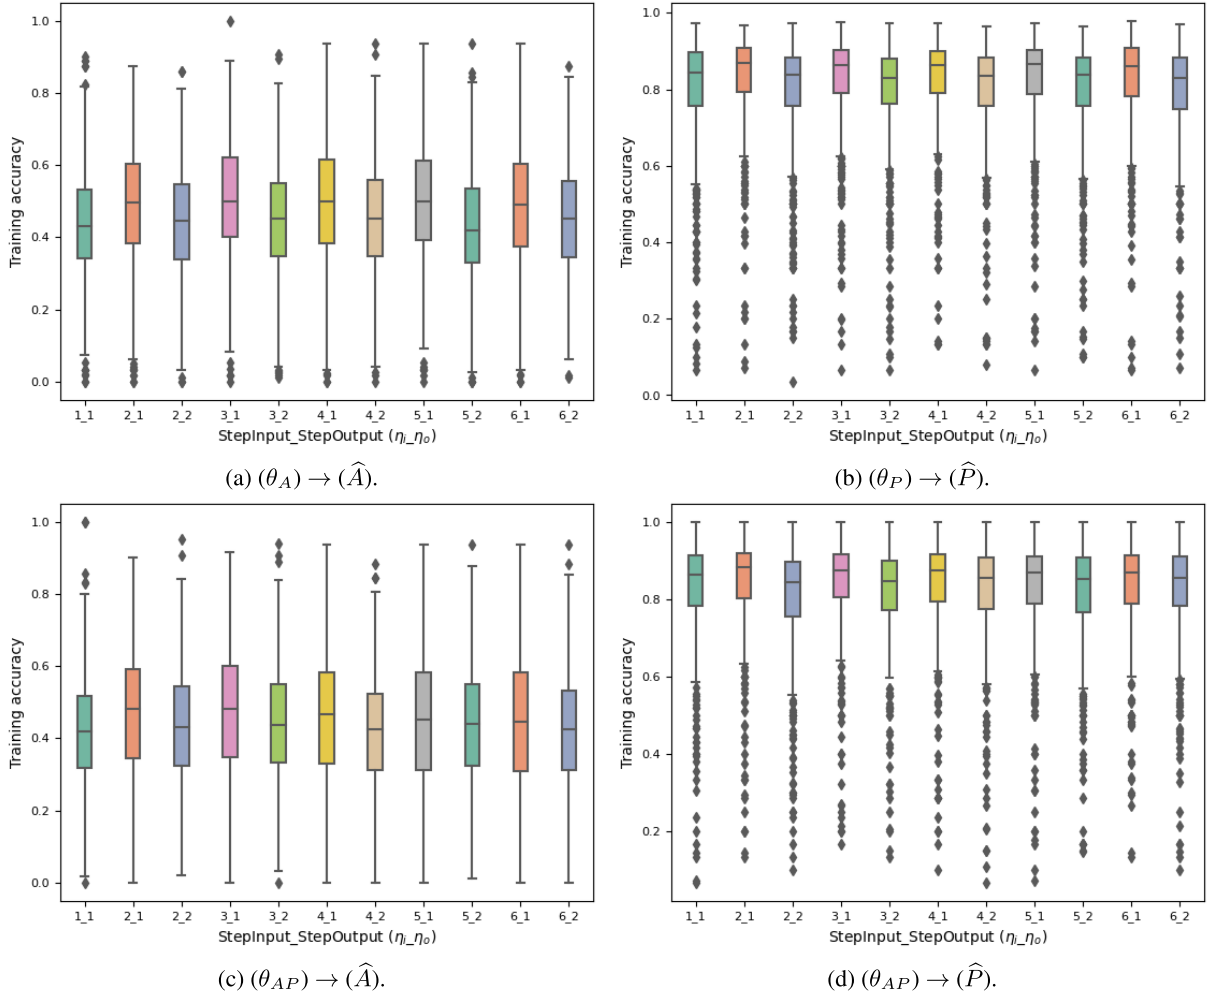 1.0
0.8
0.6
0.4
0.2
0.0
Training accuracy
1_1 2_1 2_2 3_1 3_2 4_1 4_2 5_1 5_2 6_1 6_2
StepInput_StepOutput (η_i_η_o)
(a) (θ_A) → (Â).
1.0
0.8
0.6
0.4
0.2
0.0
Training accuracy
1_1 2_1 2_2 3_1 3_2 4_1 4_2 5_1 5_2 6_1 6_2
StepInput_StepOutput (η_i_η_o)
(b) (θ_P) → (P̂).
1.0
0.8
0.6
0.4
0.2
0.0
Training accuracy
1_1 2_1 2_2 3_1 3_2 4_1 4_2 5_1 5_2 6_1 6_2
StepInput_StepOutput (η_i_η_o)
(c) (θ_AP) → (Â).
1.0
0.8
0.6
0.4
0.2
Training accuracy
1_1 2_1 2_2 3_1 3_2 4_1 4_2 5_1 5_2 6_1 6_2
StepInput_StepOutput (η_i_η_o)
(d) (θ_AP) → (P̂).